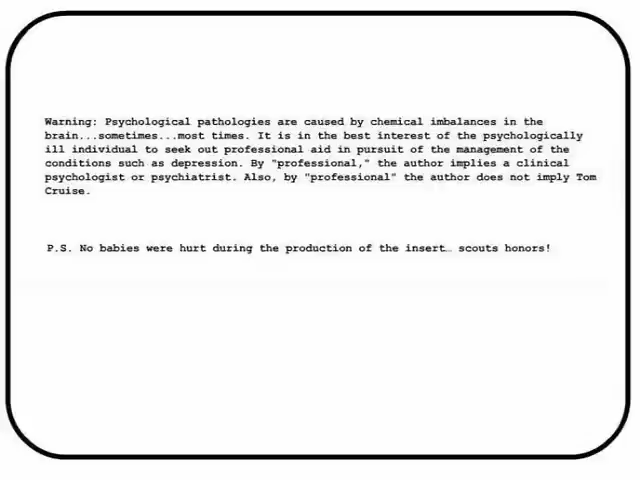 Warning: Psychological pathologies are caused by chemical imbalances in the
brain...sometimes...most times. It is in the best interest of the psychologically
ill individual to seek out professional aid in pursuit of the management of the
conditions such as depression. By "professional," the author implies a clinical
psychologist or psychiatrist. Also, by "professional" the author does not imply Tom
Cruise.
P.S. No babies were hurt during the production of the insert… scouts honors!